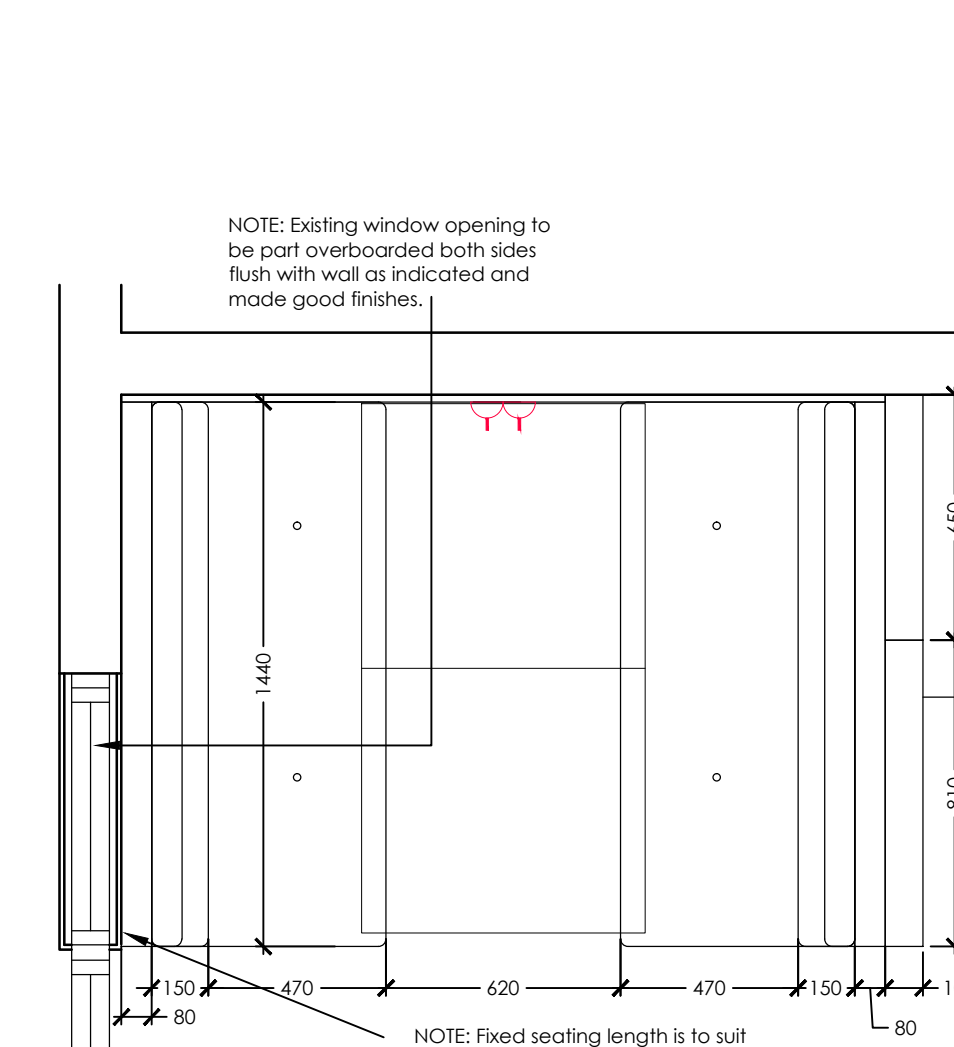 NOTE: Existing window opening to
be part overboarded both sides
flush with wall as indicated and
made good finishes.
1440
150
470
620
470
150
80
80
NOTE: Fixed seating length is to suit